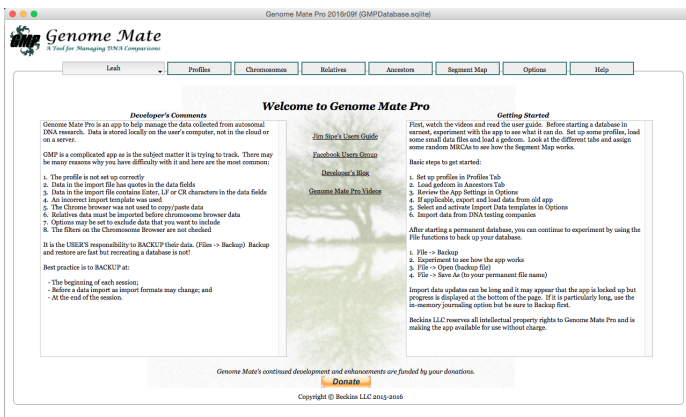 Genome Mate Pro 2016r09f (GMPDatabase.sqlite)
GMP
Genome Mate
A Tool for Managing DNA Comparisons
Leah
Profiles
Chromosomes
Relatives
Ancestors
Segment Map
Options
Help
Welcome to Genome Mate Pro
Developer's Comments
Genome Mate Pro is an app to help manage the data collected from autosomal
DNA research.  Data is stored locally on the user's computer, not in the cloud or
on a server.
GMP is a complicated app as is the subject matter it is trying to track.  There may
be many reasons why you have difficulty with it and here are the most common:
1.  The profile is not set up correctly
2.  Data in the import file has quotes in the data fields
3.  Data in the import file contains Enter, LF or CR characters in the data fields
4.  An incorrect import template was used
5.  The Chrome browser was not used to copy/paste data
6.  Relatives data must be imported before chromosome browser data
7.  Options may be set to exclude data that you want to include
8.  The filters on the Chromosome Browser are not checked
It is the USER'S responsibility to BACKUP their data. (Files -> Backup)  Backup
and restore are fast but recreating a database is not!
Best practice is to BACKUP at:
- The beginning of each session;
- Before a data import as import formats may change; and
- At the end of the session.
Jim Sipe's Users Guide
Facebook Users Group
Developer's Blog
Genome Mate Pro Videos
Getting Started
First, watch the videos and read the user guide.  Before starting a database in
earnest, experiment with the app to see what it can do.  Set up some profiles, load
some small data files and load a gedcom.  Look at the different tabs and assign
some random MRCAs to see how the Segment Map works.
Basic steps to get started:
1.  Set up profiles in Profiles Tab
2.  Load gedcom in Ancestors Tab
3.  Review the App Settings in Options
4.  If applicable, export and load data from old app
5.  Select and activate Import Data templates in Options
6.  Import data from DNA testing companies
After starting a permanent database, you can continue to experiment by using the
File functions to back up your database.
1.  File -> Backup
2.  Experiment to see how the app works
3.  File -> Open (backup file)
4.  File -> Save As (to your permanent file name)
Import data updates can be long and it may appear that the app is locked up but
progress is displayed at the bottom of the page.  If it is particularly long, use the
in-memory journaling option but be sure to Backup first.
Beckins LLC reserves all intellectual property rights to Genome Mate Pro and is
making the app available for use without charge.
Genome Mate's continued development and enhancements are funded by your donations.
Donate
Copyright © Beckins LLC 2015-2016